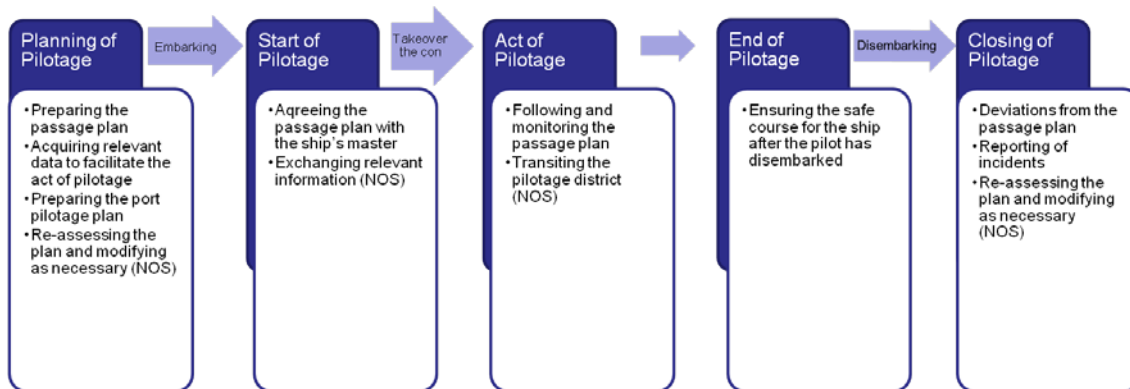 Planning of
Pilotage
• Preparing the
passage plan
• Acquiring relevant
data to facilitate the
act of pilotage
• Preparing the port
pilotage plan
• Re-assessing the
plan and modifying
as necessary (NOS)
Embarking
Start of
Pilotage
• Agreeing the
passage plan with
the ship's master
• Exchanging relevant
information (NOS)
Takeover
the con
Act of
Pilotage
• Following and
monitoring the
passage plan
• Transiting the
pilotage district
(NOS)
End of
Pilotage
• Ensuring the safe
course for the ship
after the pilot has
disembarked
Disembarking
Closing of
Pilotage
• Deviations from the
passage plan
• Reporting of
incidents
• Re-assessing the
plan and modifying
as necessary
(NOS)